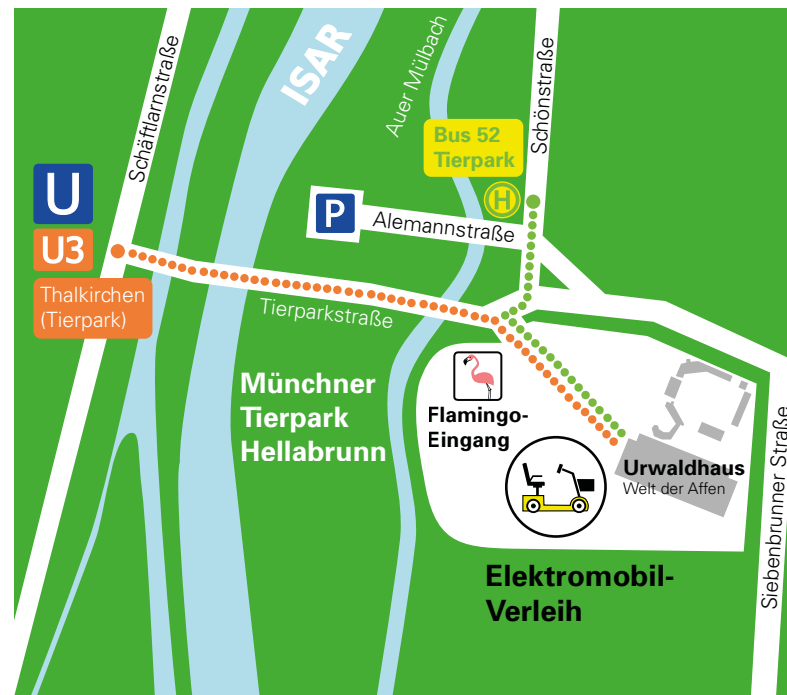 Schäftlarnstraße
ISAR
Auer Mülbach
Schönstraße
Bus 52
Tierpark
H
U
U3
Thalkirchen
(Tierpark)
P
Alemannstraße
Tierparkstraße
Münchner
Tierpark
Hellabrunn
Flamingo-
Eingang
Urwaldhaus
Welt der Affen
Siebenbrunner Straße
Elektromobil-
Verleih